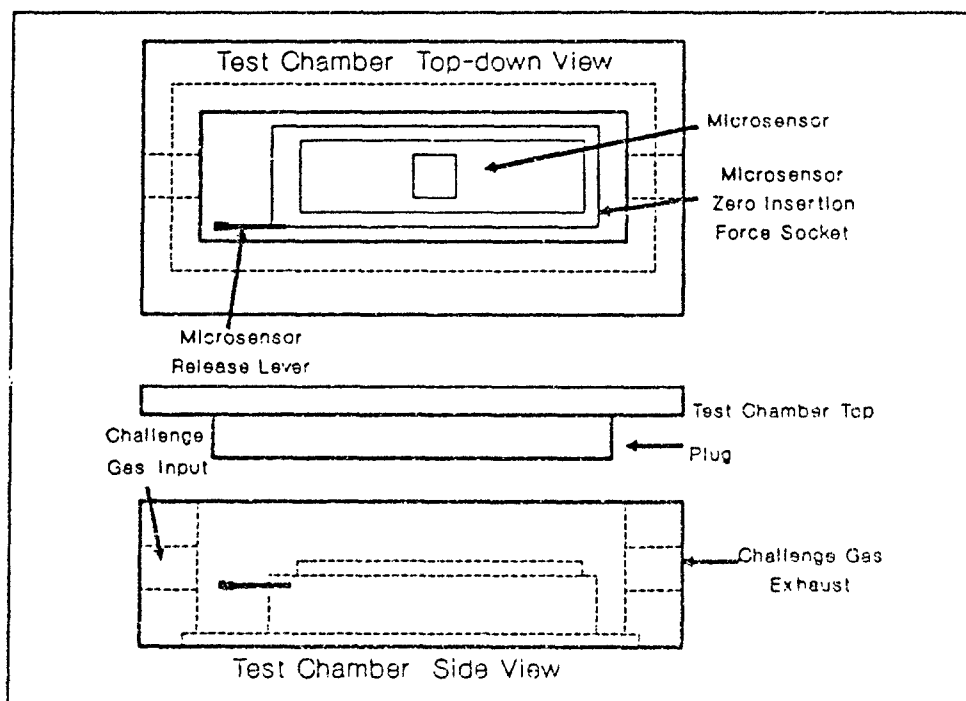 Test Chamber Top-down View
Microsensor
Microsensor
Zero Insertion
Force Socket
Microsensor
Release Lever
Test Chamber Top
Plug
Challenge
Gas Input
Challenge Gas
Exhaust
Test Chamber Side View